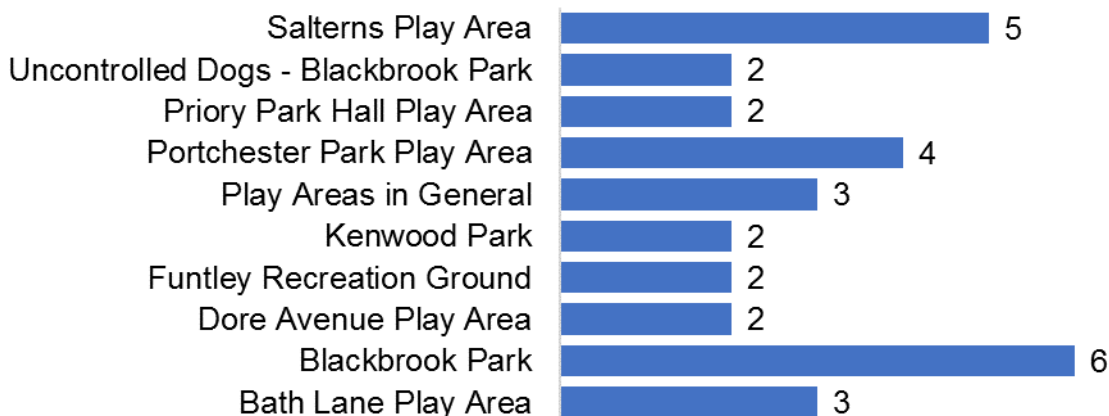 Salterns Play Area 5
Uncontrolled Dogs - Blackbrook Park 2
Priory Park Hall Play Area 2
Portchester Park Play Area 4
Play Areas in General 3
Kenwood Park 2
Funtley Recreation Ground 2
Dore Avenue Play Area 2
Blackbrook Park 6
Bath Lane Play Area 3